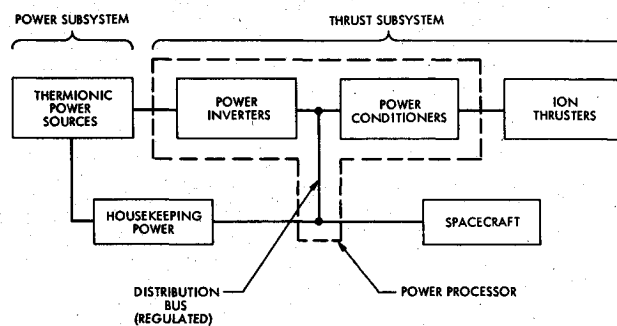 POWER SUBSYSTEM
THRUST SUBSYSTEM
THERMIONIC
POWER
SOURCES
POWER
INVERTERS
POWER
CONDITIONERS
ION
THRUSTERS
HOUSEKEEPING
POWER
SPACECRAFT
DISTRIBUTION
BUS
(REGULATED)
POWER PROCESSOR